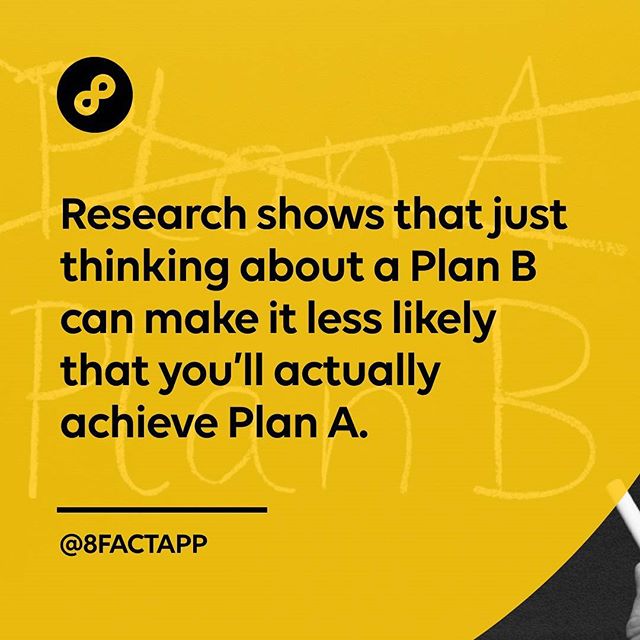 Plan A
Research shows that just
thinking about a Plan B
can make it less likely
that you'll actually
achieve Plan A.
Plan B
@8FACTAPP